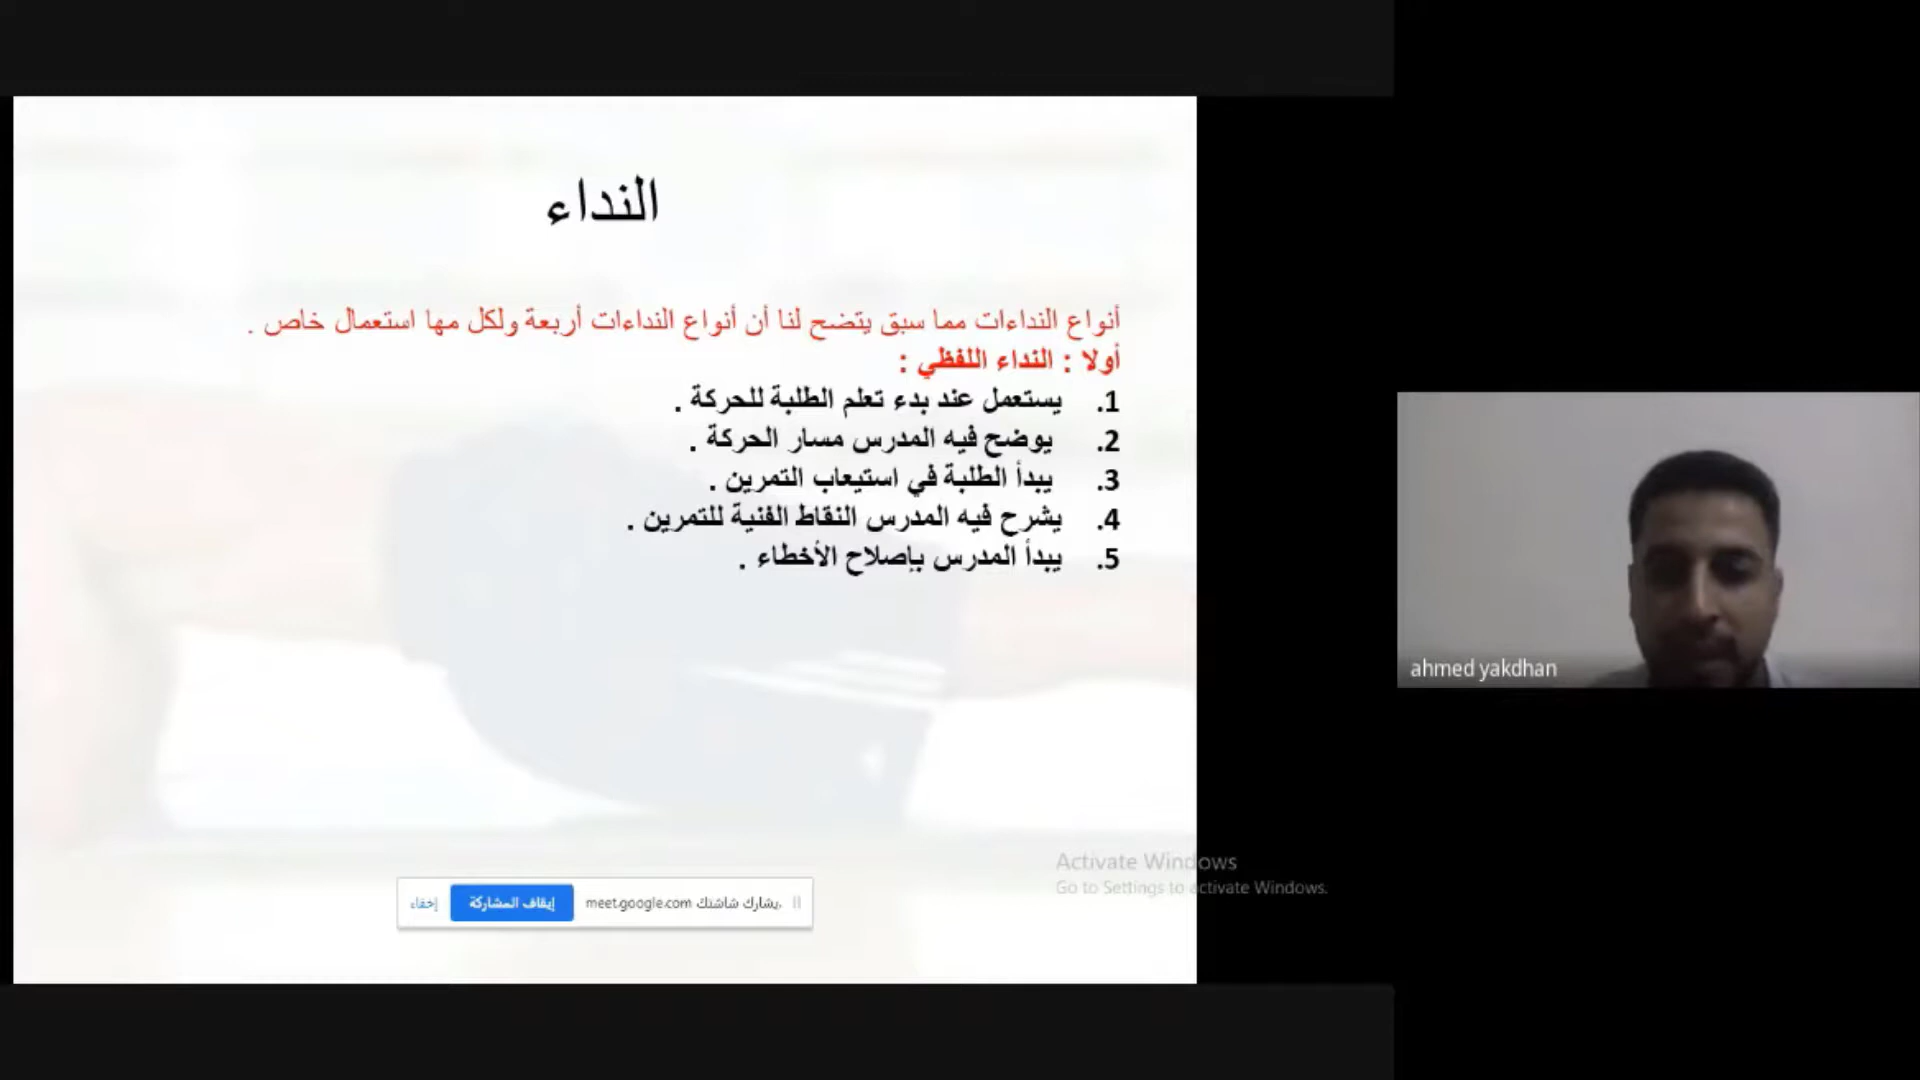 النداء
أنواع النداءات مما سبق يتضح لنا أن أنواع النداءات أربعة ولكل مها استعمال خاص .
أولا : النداء اللفظي :
1. يستعمل عند بدء تعلم الطلبة للحركة .
2. يوضح فيه المدرس مسار الحركة .
3. يبدأ الطلبة في استيعاب التمرين .
4. يشرح فيه المدرس النقاط الفنية للتمرين .
5. يبدأ المدرس بإصلاح الأخطاء .
ahmed yakdhan
Activate Windows
Go to Settings to activate Windows.
يشارك شاشتك meet.google.com. إيقاف المشاركة إخفاء